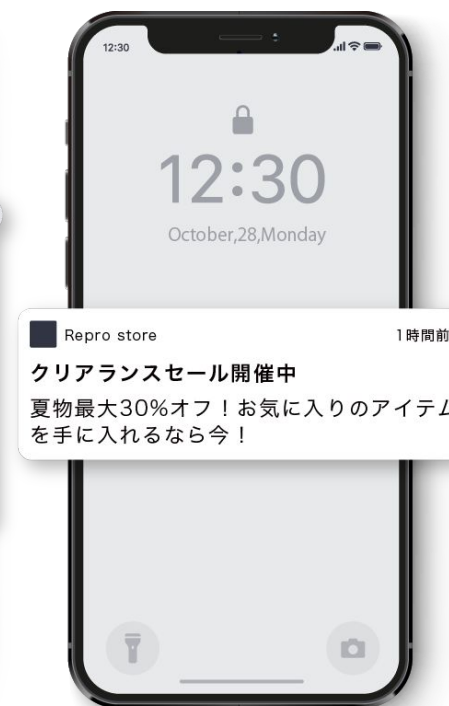 12:30
12:30
October,28,Monday
Repro store 1時間前
クリアランスセール開催中
夏物最大30%オフ！お気に入りのアイテム
を手に入れるなら今！